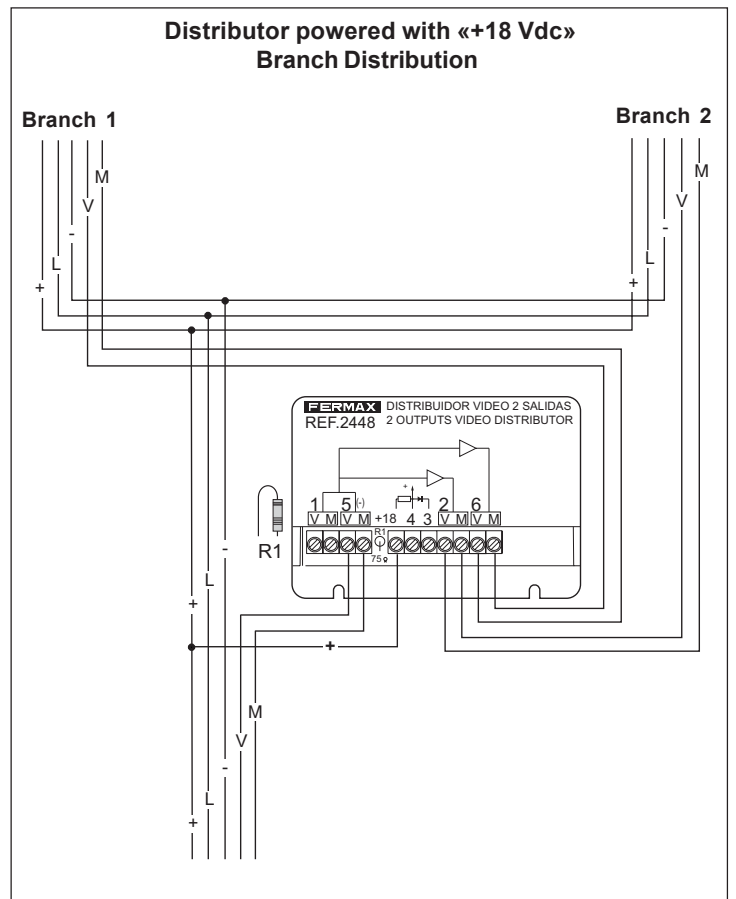 Distributor powered with «+18 Vdc»
Branch Distribution
Branch 1
Branch 2
M
V
-
L
+
M
V
-
L
+
FERMAX DISTRIBUIDOR VIDEO 2 SALIDAS
REF.2448 2 OUTPUTS VIDEO DISTRIBUTOR
+
1 5 (-) 2 6
V M V M +18 4 3 V M V M
R1
R1
75Ω
-
L
+
+
M
V
-
L
+